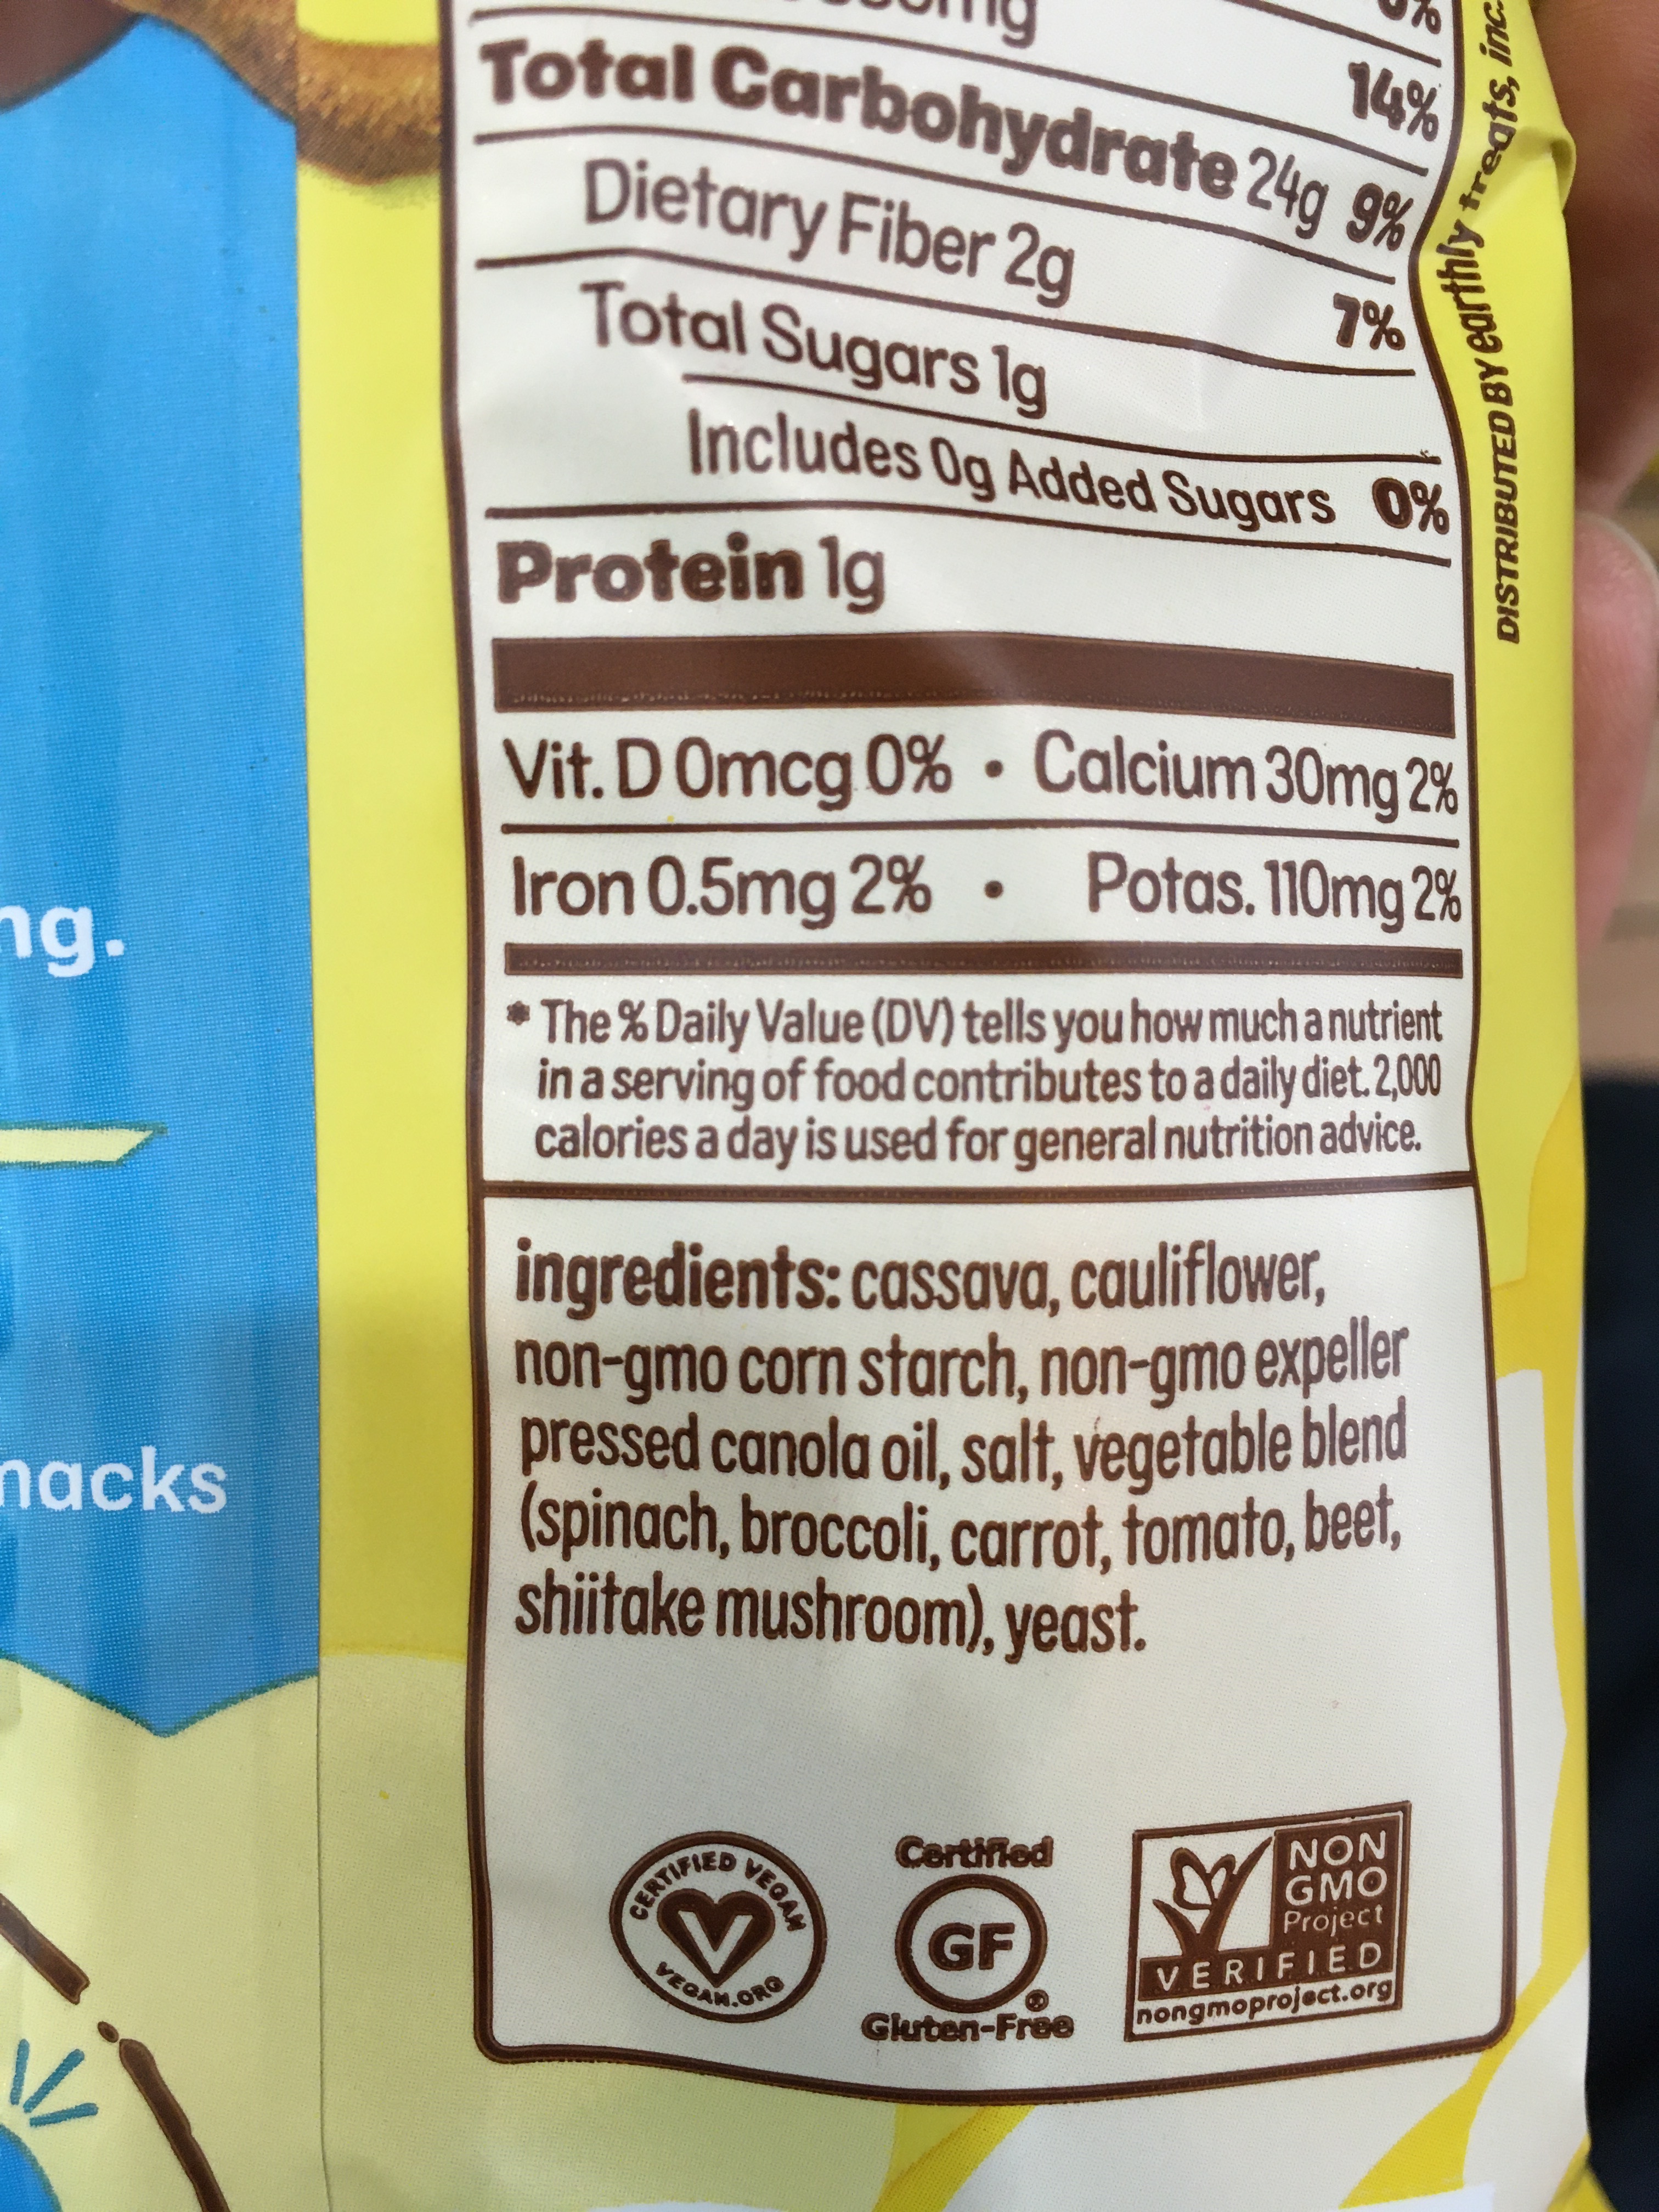 14%
Total Carbohydrate 24g 9%
Dietary Fiber 2g 7%
Total Sugars 1g
Includes 0g Added Sugars 0%
Protein 1g
Vit. D 0mcg 0% • Calcium 30mg 2%
Iron 0.5mg 2% • Potas. 110mg 2%
* The % Daily Value (DV) tells you how much a nutrient
in a serving of food contributes to a daily diet. 2,000
calories a day is used for general nutrition advice.
ingredients: cassava, cauliflower,
non-gmo corn starch, non-gmo expeller
pressed canola oil, salt, vegetable blend
(spinach, broccoli, carrot, tomato, beet,
shiitake mushroom), yeast.
CERTIFIED VEGAN
V
VEGAN.ORG
Certified
GF
®
Gluten-Free
NON
GMO
Project
VERIFIED
nongmoproject.org
DISTRIBUTED BY earthly treats, inc.
ng.
nacks